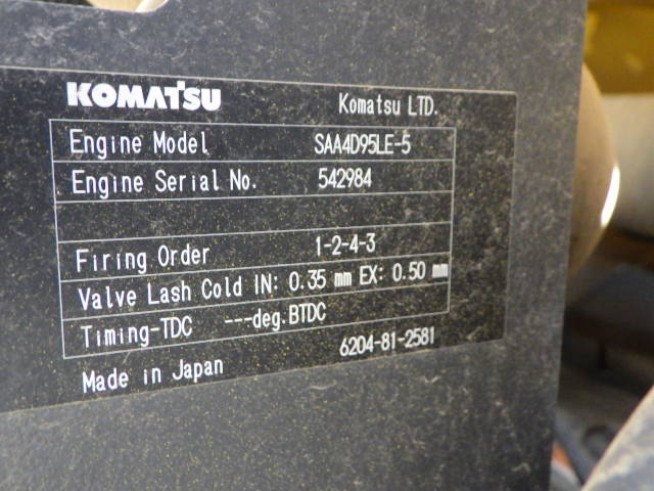 KOMATSU Komatsu LTD.
Engine Model SAA4D95LE-5
Engine Serial No. 542984
Firing Order 1-2-4-3
Valve Lash Cold IN: 0.35 mm EX: 0.50 mm
Timing-TDC ---deg.BTDC
Made in Japan 6204-81-2581